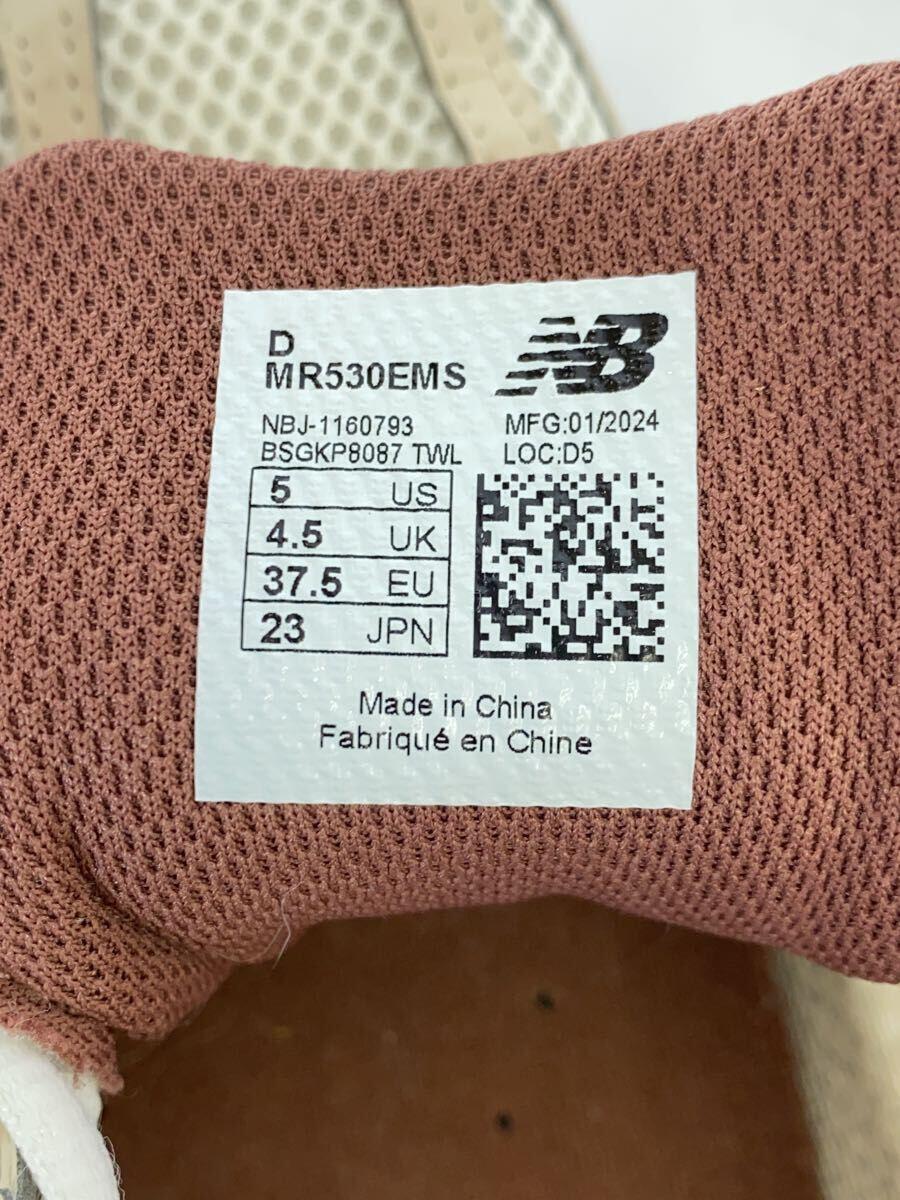 D
MR530EMS
NB
NBJ-1160793
MFG:01/2024
BSGKP8087 TWL
LOC:D5
5 US
4.5 UK
37.5 EU
23 JPN
Made in China
Fabriqué en Chine